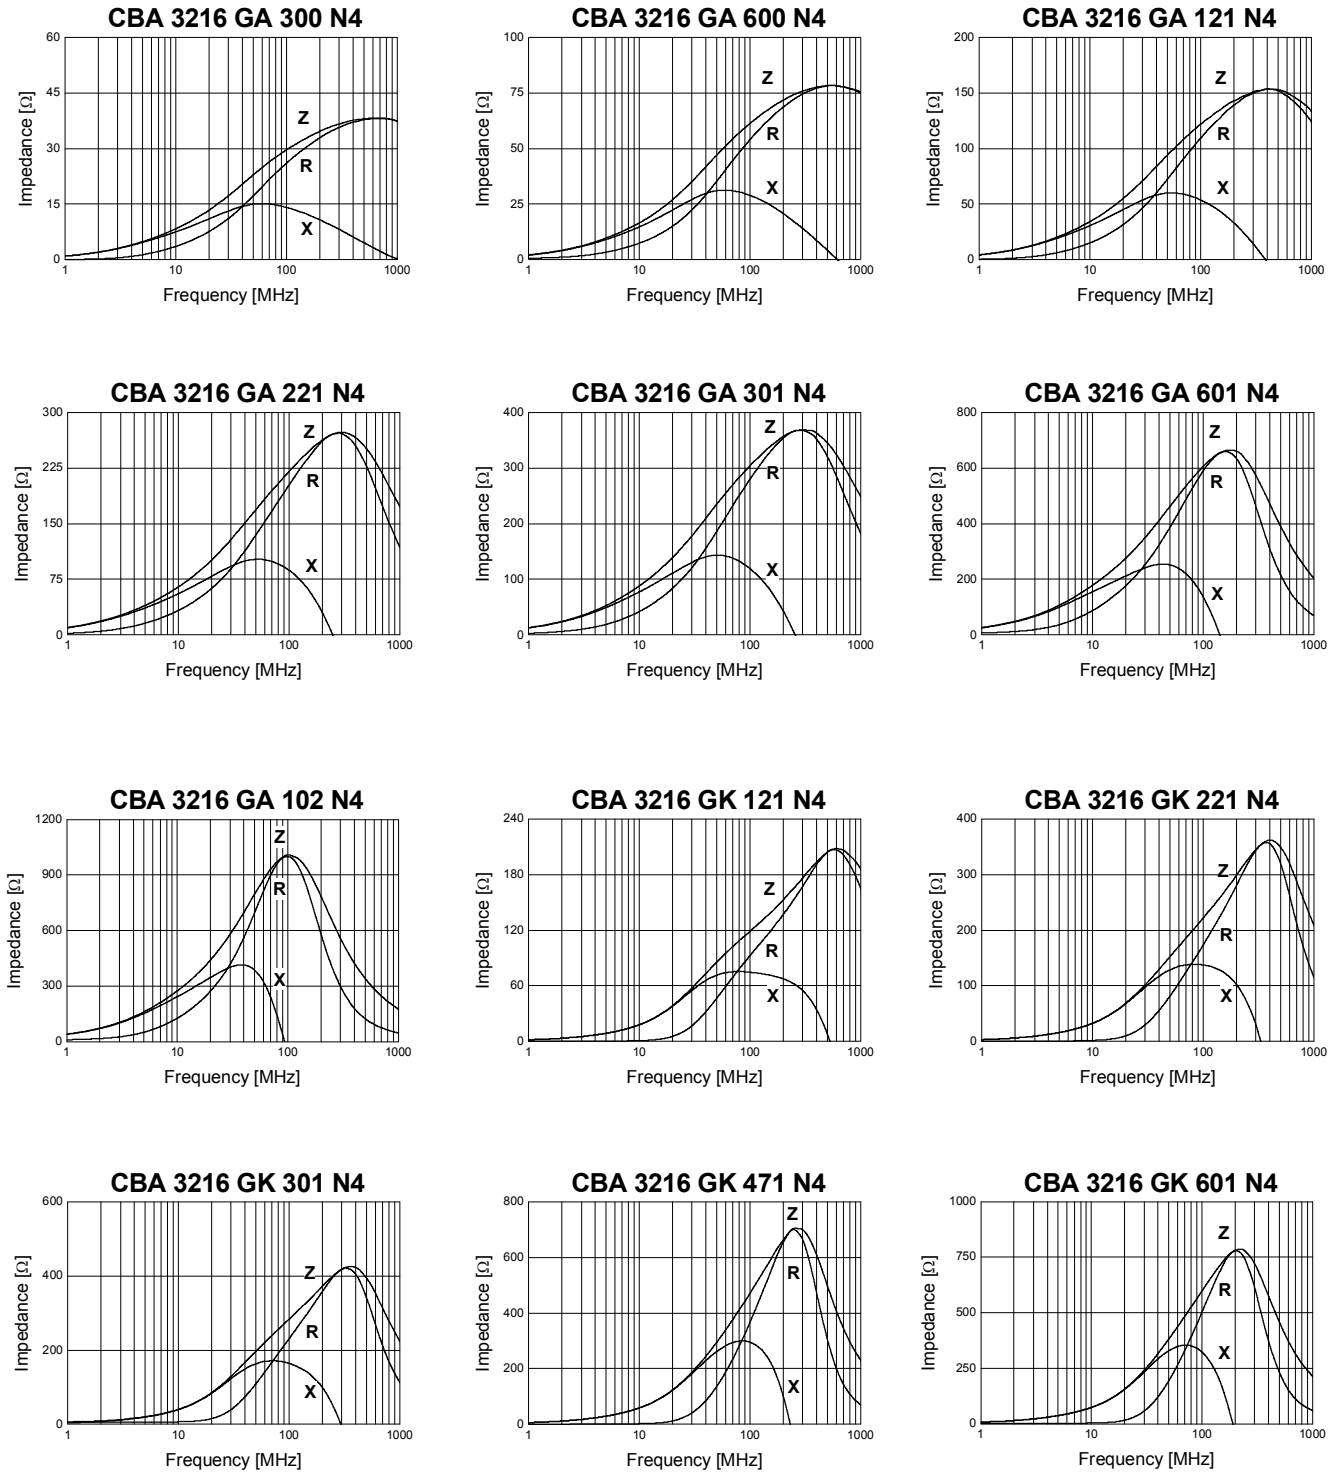 CBA 3216 GA 300 N4
60
45
30
15
0
Impedance [Ω]
Z
R
X
1
10
100
1000
Frequency [MHz]
CBA 3216 GA 600 N4
100
75
50
25
0
Impedance [Ω]
Z
R
X
1
10
100
1000
Frequency [MHz]
CBA 3216 GA 121 N4
200
150
100
50
0
Impedance [Ω]
Z
R
X
1
10
100
1000
Frequency [MHz]
CBA 3216 GA 221 N4
300
225
150
75
0
Impedance [Ω]
Z
R
X
1
10
100
1000
Frequency [MHz]
CBA 3216 GA 301 N4
400
300
200
100
0
Impedance [Ω]
Z
R
X
1
10
100
1000
Frequency [MHz]
CBA 3216 GA 601 N4
800
600
400
200
0
Impedance [Ω]
Z
R
X
1
10
100
1000
Frequency [MHz]
CBA 3216 GA 102 N4
1200
900
600
300
0
Impedance [Ω]
Z
R
X
1
10
100
1000
Frequency [MHz]
CBA 3216 GK 121 N4
240
180
120
60
0
Impedance [Ω]
Z
R
X
1
10
100
1000
Frequency [MHz]
CBA 3216 GK 221 N4
400
300
200
100
0
Impedance [Ω]
Z
R
X
1
10
100
1000
Frequency [MHz]
CBA 3216 GK 301 N4
600
400
200
0
Impedance [Ω]
Z
R
X
1
10
100
1000
Frequency [MHz]
CBA 3216 GK 471 N4
800
600
400
200
0
Impedance [Ω]
Z
R
X
1
10
100
1000
Frequency [MHz]
CBA 3216 GK 601 N4
1000
750
500
250
0
Impedance [Ω]
Z
R
X
1
10
100
1000
Frequency [MHz]